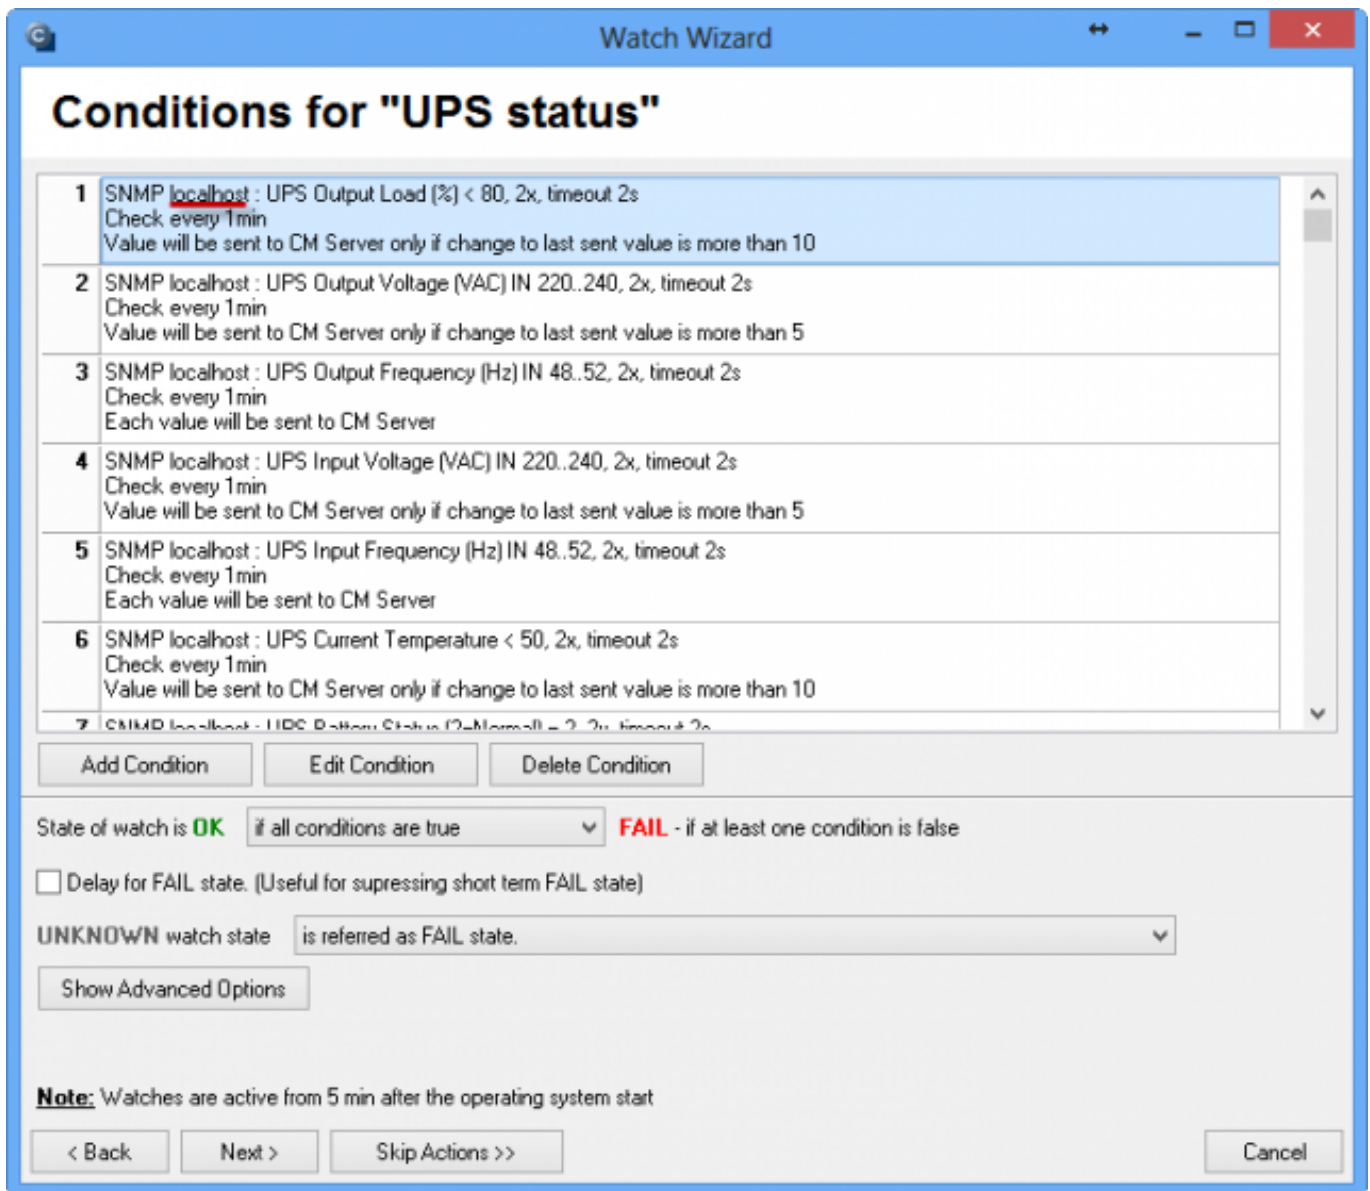 Watch Wizard
Conditions for "UPS status"
1 SNMP localhost : UPS Output Load (%) < 80, 2x, timeout 2s
Check every 1min
Value will be sent to CM Server only if change to last sent value is more than 10
2 SNMP localhost : UPS Output Voltage (VAC) IN 220..240, 2x, timeout 2s
Check every 1min
Value will be sent to CM Server only if change to last sent value is more than 5
3 SNMP localhost : UPS Output Frequency (Hz) IN 48..52, 2x, timeout 2s
Check every 1min
Each value will be sent to CM Server
4 SNMP localhost : UPS Input Voltage (VAC) IN 220..240, 2x, timeout 2s
Check every 1min
Value will be sent to CM Server only if change to last sent value is more than 5
5 SNMP localhost : UPS Input Frequency (Hz) IN 48..52, 2x, timeout 2s
Check every 1min
Each value will be sent to CM Server
6 SNMP localhost : UPS Current Temperature < 50, 2x, timeout 2s
Check every 1min
Value will be sent to CM Server only if change to last sent value is more than 10
7 SNMP localhost : UPS Battery Status (2=Normal) = 2, 2x, timeout 2s
Add Condition Edit Condition Delete Condition
State of watch is OK if all conditions are true FAIL - if at least one condition is false
Delay for FAIL state. (Useful for supressing short term FAIL state)
UNKNOWN watch state is referred as FAIL state.
Show Advanced Options
Note: Watches are active from 5 min after the operating system start
< Back Next > Skip Actions >> Cancel